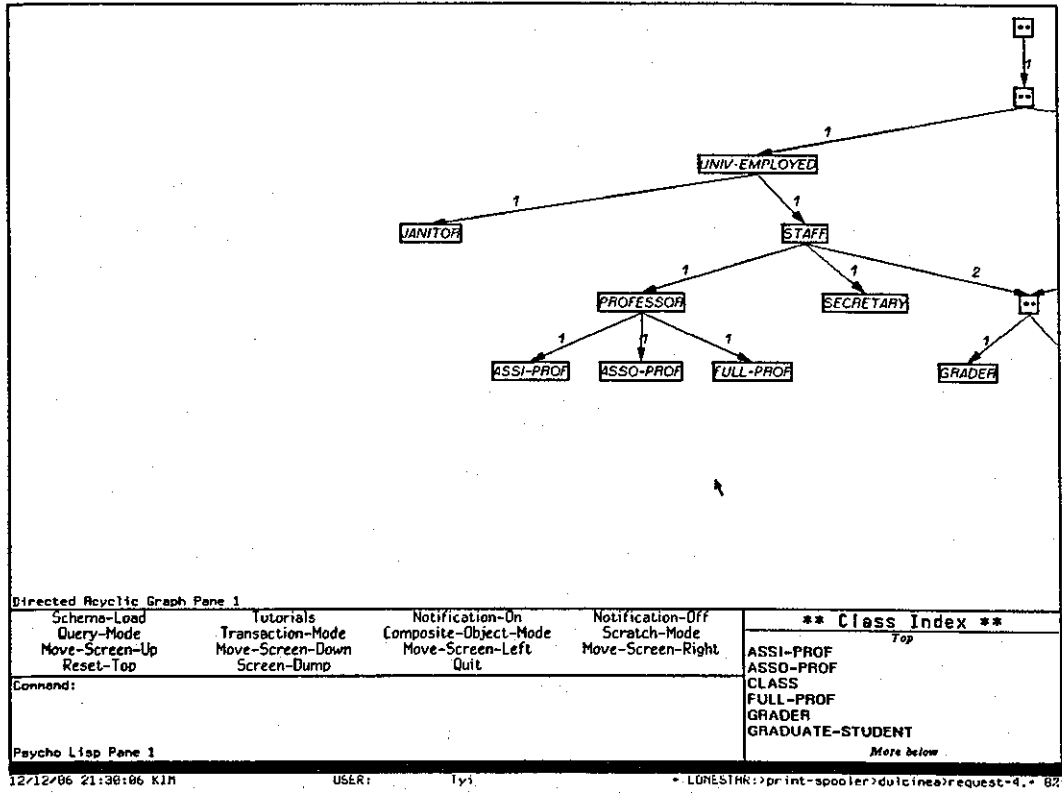 **
1
**
1
UNIV-EMPLOYED
1
1
JANITOR
STAFF
1
1
2
PROFESSOR
SECRETARY
**
1
1
1
1
ASSI-PROF
ASSO-PROF
FULL-PROF
GRADER
Directed Acyclic Graph Pane 1
Schema-Load Tutorials Notification-On Notification-Off
Query-Mode Transaction-Mode Composite-Object-Mode Scratch-Mode
Move-Screen-Up Move-Screen-Down Move-Screen-Left Move-Screen-Right
Reset-Top Screen-Dump Quit
** Class Index **
Top
ASSI-PROF
ASSO-PROF
CLASS
FULL-PROF
GRADER
GRADUATE-STUDENT
More below
Command:
Psycho Lisp Pane 1
12/12/86 21:30:06 KIM USER: Tyi LONESTAR:>print-spooler>dulcinea>request-4.